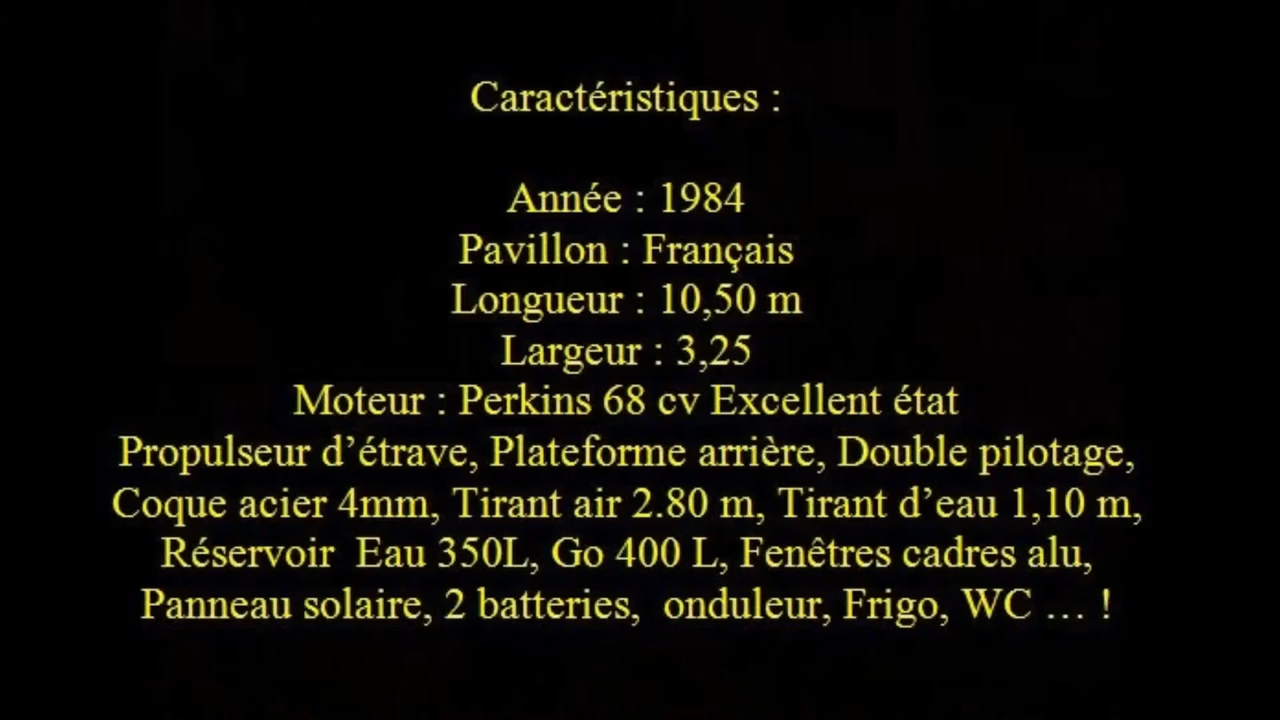 Caractéristiques :
Année : 1984
Pavillon : Français
Longueur : 10,50 m
Largeur : 3,25
Moteur : Perkins 68 cv Excellent état
Propulseur d’étrave, Plateforme arrière, Double pilotage,
Coque acier 4mm, Tirant air 2.80 m, Tirant d’eau 1,10 m,
Réservoir  Eau 350L, Go 400 L, Fenêtres cadres alu,
Panneau solaire, 2 batteries,  onduleur, Frigo, WC … !